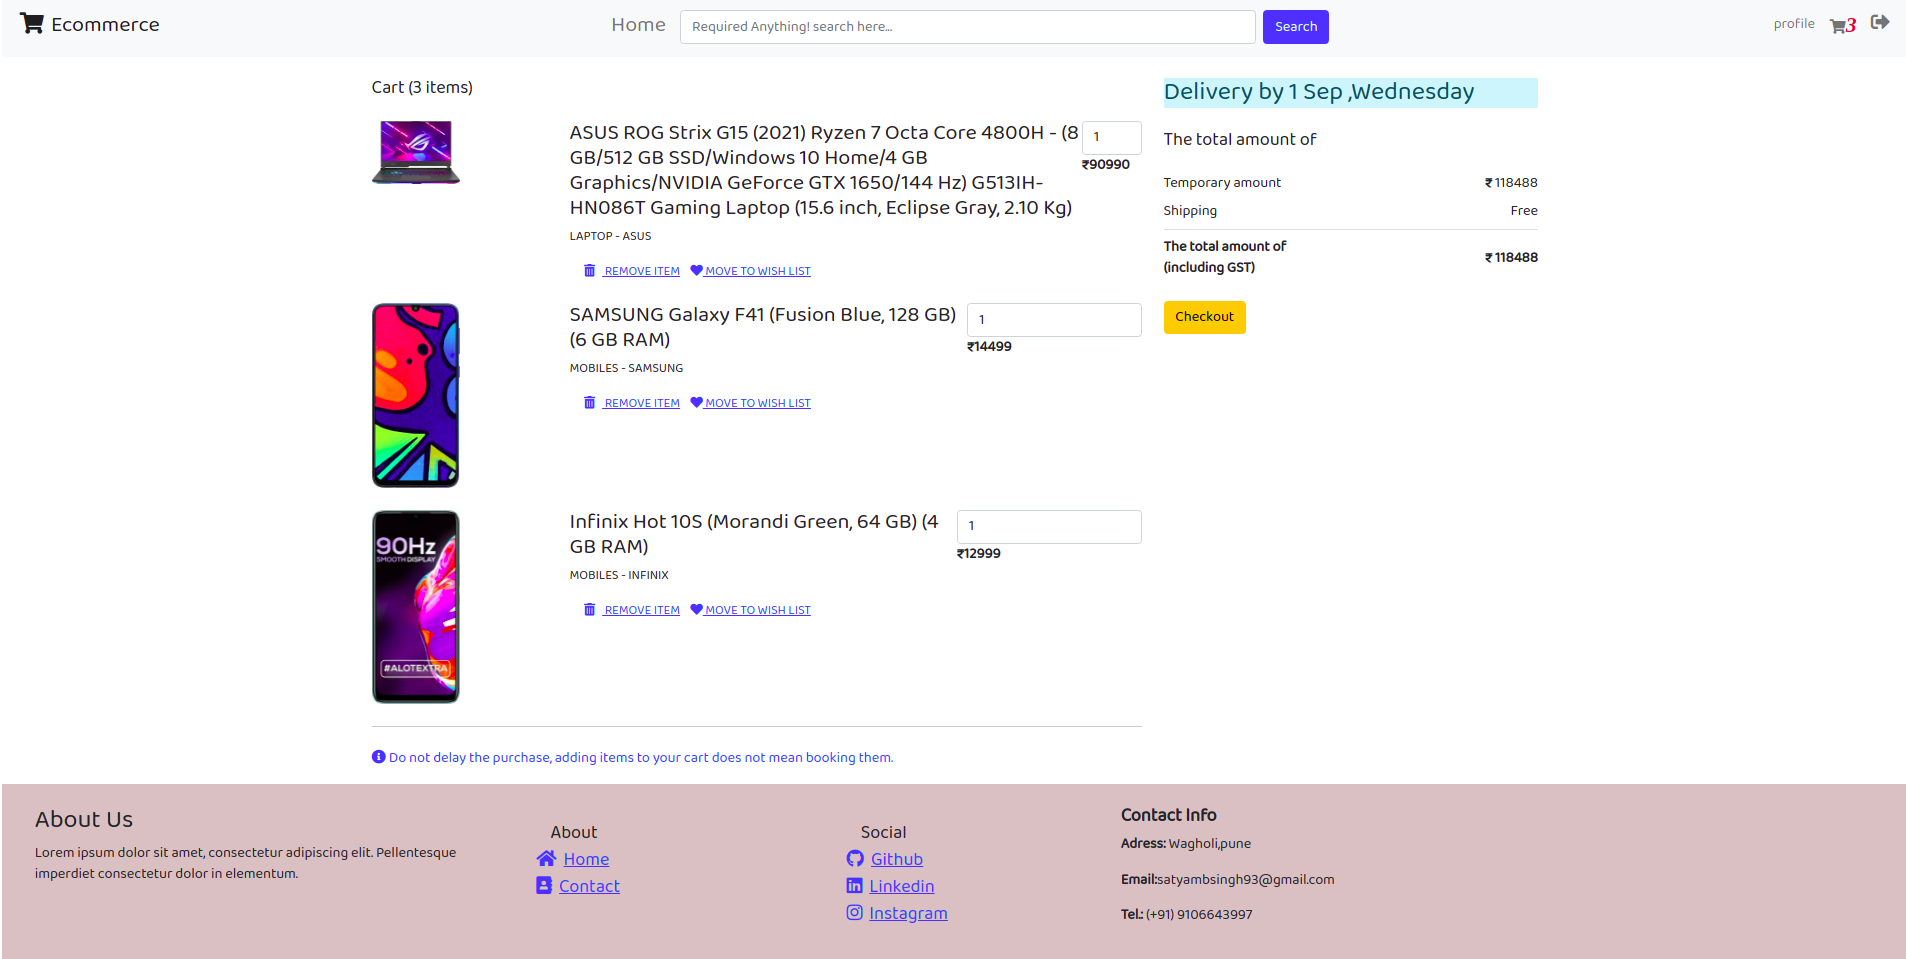 Ecommerce
Home
Required Anything! search here...
Search
profile
3
Cart (3 items)
ASUS ROG Strix G15 (2021) Ryzen 7 Octa Core 4800H - (8
GB/512 GB SSD/Windows 10 Home/4 GB
Graphics/NVIDIA GeForce GTX 1650/144 Hz) G513IH-
HN086T Gaming Laptop (15.6 inch, Eclipse Gray, 2.10 Kg)
1
₹90990
LAPTOP - ASUS
REMOVE ITEM
MOVE TO WISH LIST
SAMSUNG Galaxy F41 (Fusion Blue, 128 GB)
(6 GB RAM)
1
₹14499
MOBILES - SAMSUNG
REMOVE ITEM
MOVE TO WISH LIST
90Hz
SMOOTH DISPLAY
#ALOTEXTRA
Infinix Hot 10S (Morandi Green, 64 GB) (4
GB RAM)
1
₹12999
MOBILES - INFINIX
REMOVE ITEM
MOVE TO WISH LIST
Do not delay the purchase, adding items to your cart does not mean booking them.
Delivery by 1 Sep ,Wednesday
The total amount of
Temporary amount
₹ 118488
Shipping
Free
The total amount of
(including GST)
₹ 118488
Checkout
About Us
Lorem ipsum dolor sit amet, consectetur adipiscing elit. Pellentesque
imperdiet consectetur dolor in elementum.
About
Home
Contact
Social
Github
Linkedin
Instagram
Contact Info
Adress: Wagholi,pune
Email:satyambsingh93@gmail.com
Tel.: (+91) 9106643997